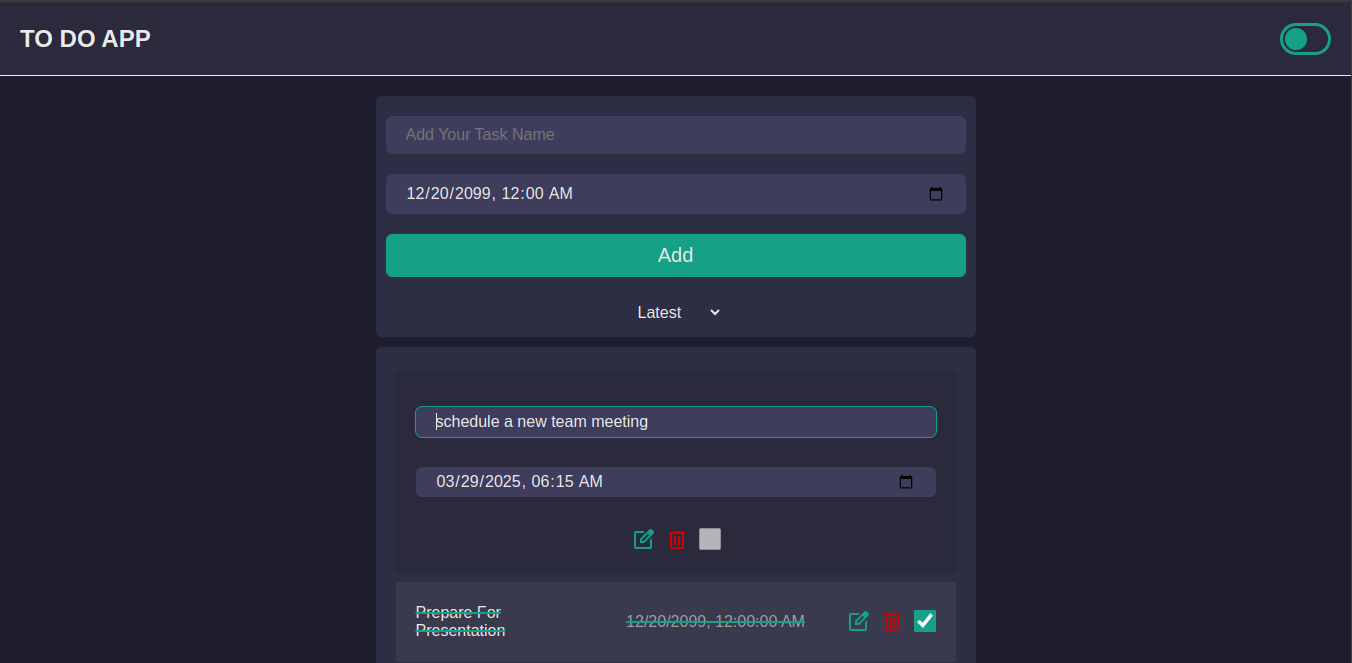 TO DO APP
Add Your Task Name
12/20/2099, 12:00 AM
Add
Latest
schedule a new team meeting
03/29/2025, 06:15 AM
Prepare For
Presentation
12/20/2099, 12:00:00 AM